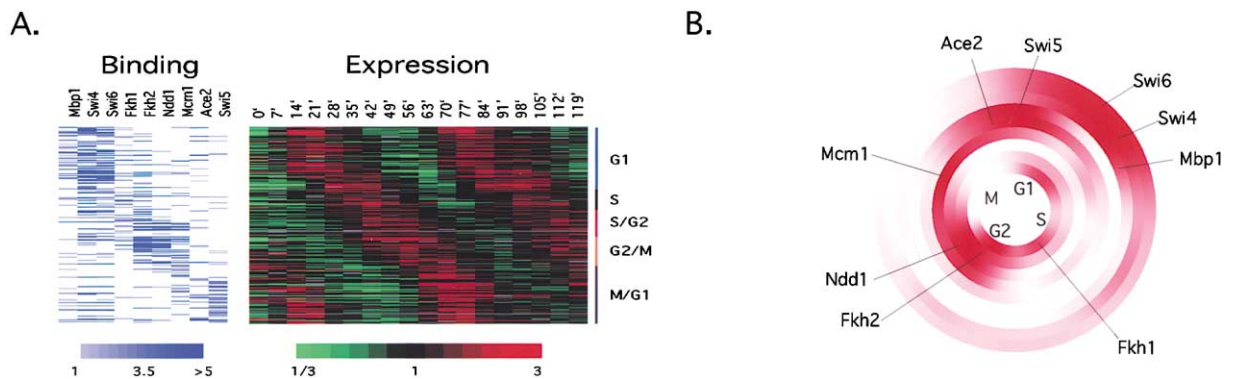 A.
Binding
Expression
Mbp1 Swi4 Swi6 Fkh1 Fkh2 Ndd1 Mcm1 Ace2 Swi5
0' 7' 14' 21' 28' 35' 42' 49' 56' 63' 70' 77' 84' 91' 98' 105' 112' 119'
G1
S
S/G2
G2/M
M/G1
1 3.5 >5
1/3 1 3
B.
Ace2
Swi5
Swi6
Swi4
Mbp1
Mcm1
G1
M
S
G2
Ndd1
Fkh2
Fkh1